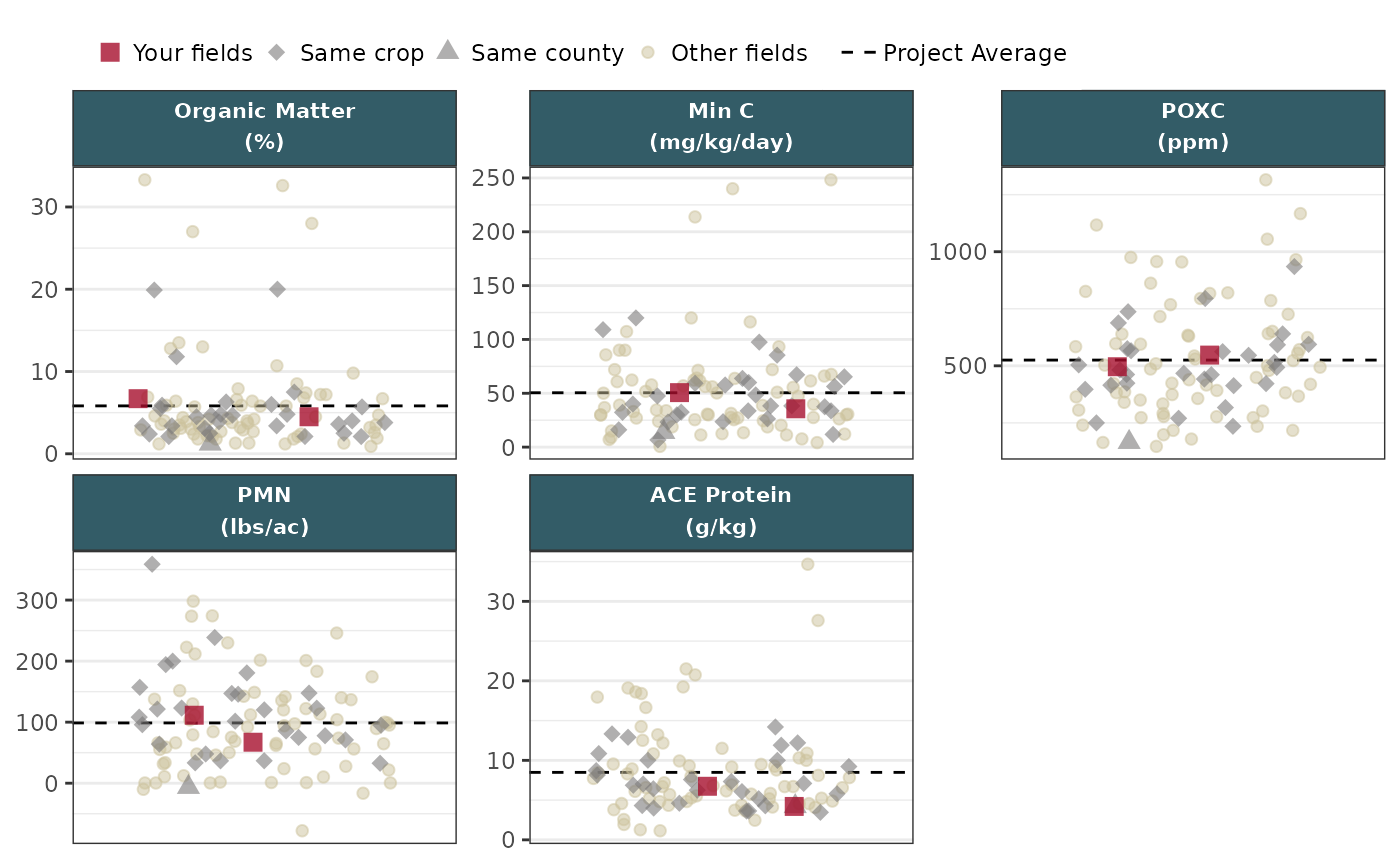 Your fields Same crop Same county Other fields Project Average
Organic Matter
(%)
30
20
10
0
Min C
(mg/kg/day)
250
200
150
100
50
0
POXC
(ppm)
1000
500
PMN
(lbs/ac)
300
200
100
0
ACE Protein
(g/kg)
30
20
10
0